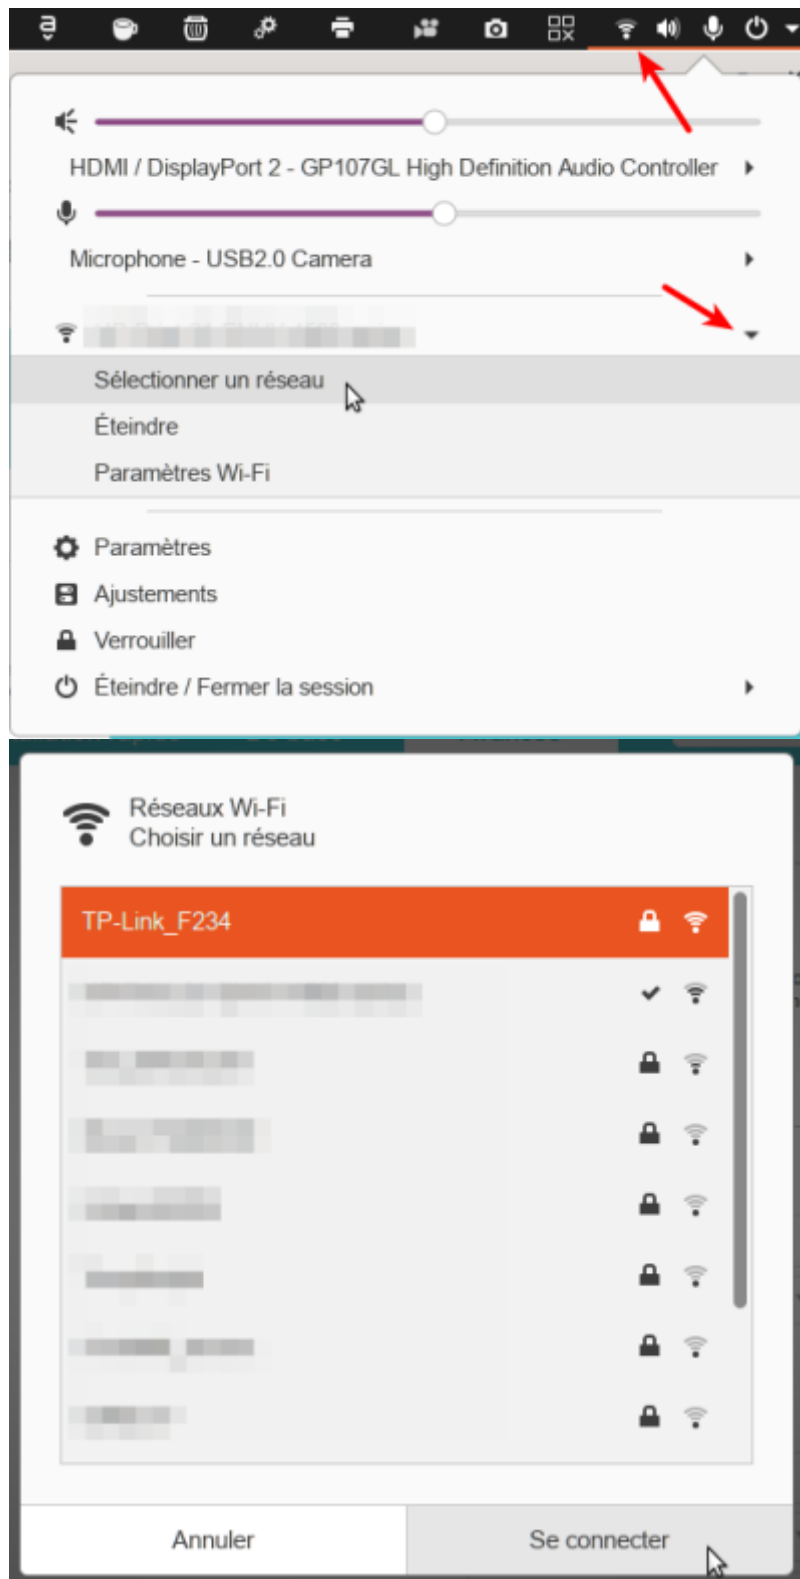 HDMI / DisplayPort 2 - GP107GL High Definition Audio Controller
Microphone - USB2.0 Camera
Sélectionner un réseau
Éteindre
Paramètres Wi-Fi
Paramètres
Ajustements
Verrouiller
Éteindre / Fermer la session
Réseaux Wi-Fi
Choisir un réseau
TP-Link_F234
Annuler
Se connecter